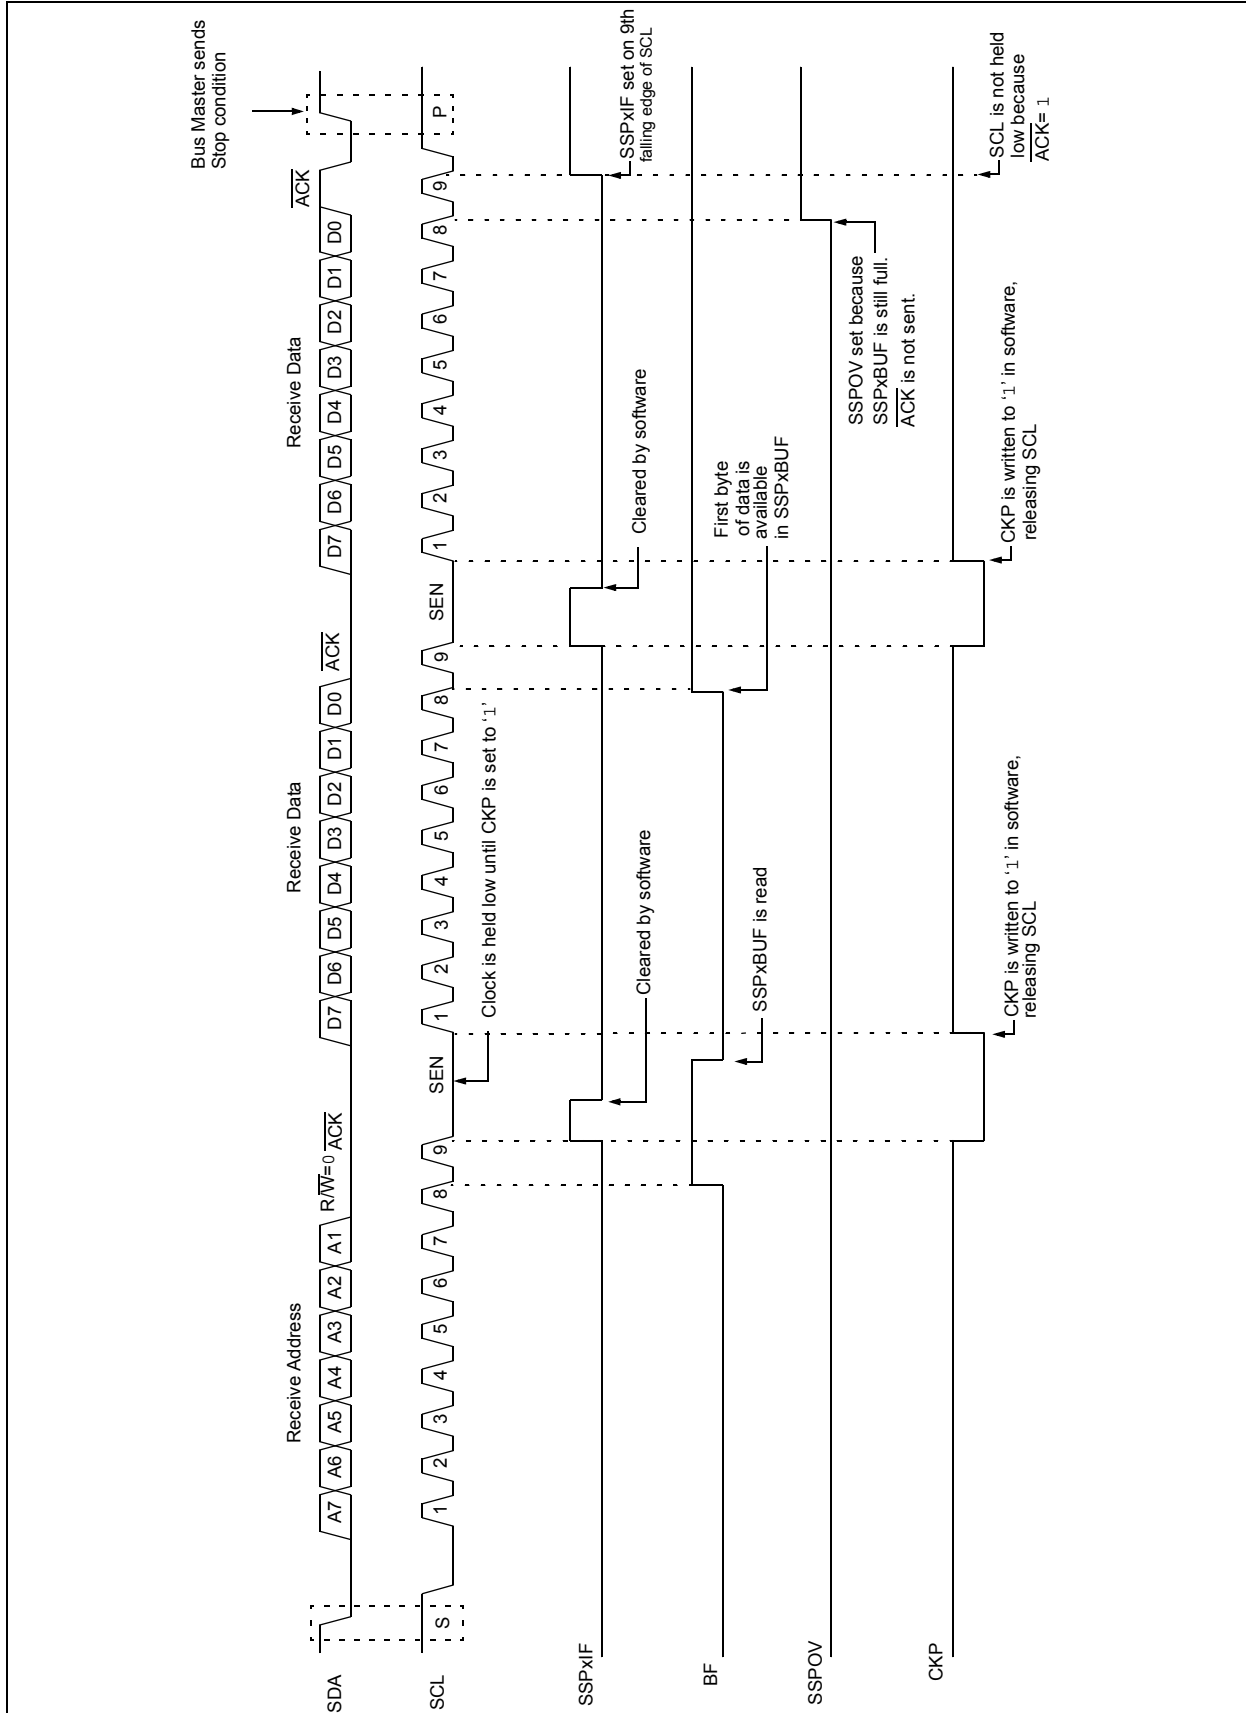 Bus Master sends
Stop condition
Receive Address
Receive Data
Receive Data
SDA
A7 A6 A5 A4 A3 A2 A1
R/W̅=0 A̅C̅K̅
D7 D6 D5 D4 D3 D2 D1 D0
A̅C̅K̅
D7 D6 D5 D4 D3 D2 D1 D0
A̅C̅K̅
SCL
S
1 2 3 4 5 6 7 8 9
SEN
1 2 3 4 5 6 7 8 9
SEN
1 2 3 4 5 6 7 8 9
P
Clock is held low until CKP is set to ‘1’
SSPxIF
Cleared by software
Cleared by software
SSPxIF set on 9th
falling edge of SCL
BF
SSPxBUF is read
First byte
of data is
available
in SSPxBUF
SSPOV
SSPOV set because
SSPxBUF is still full.
A̅C̅K̅ is not sent.
CKP
CKP is written to ‘1’ in software,
releasing SCL
CKP is written to ‘1’ in software,
releasing SCL
SCL is not held
low because
A̅C̅K̅= 1